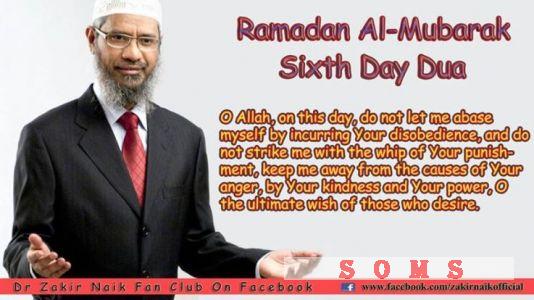 Ramadan Al-Mubarak
Sixth Day Dua
O Allah, on this day, do not let me abase
myself by incurring Your disobedience, and do
not strike me with the whip of Your punish-
ment, keep me away from the causes of Your
anger, by Your kindness and Your power, O
the ultimate wish of those who desire.
S O M S
Dr Zakir Naik Fan Club On Facebook
www.facebook.com/zakirnaikofficial